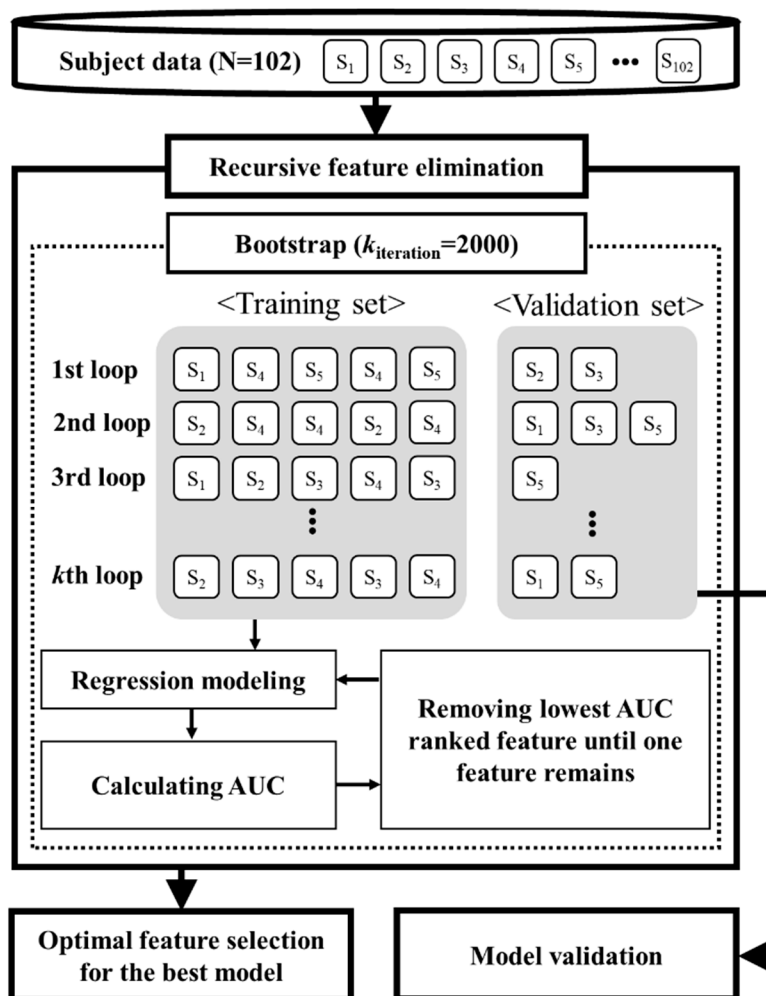 Subject data (N=102) S1 S2 S3 S4 S5 ••• S102
Recursive feature elimination
Bootstrap (kiteration=2000)
<Training set> <Validation set>
1st loop S1 S4 S5 S4 S5 S2 S3
2nd loop S2 S4 S4 S2 S4 S1 S3 S5
3rd loop S1 S2 S3 S4 S3 S5
kth loop S2 S3 S4 S3 S4 S1 S5
Regression modeling
Calculating AUC
Removing lowest AUC
ranked feature until one
feature remains
Optimal feature selection
for the best model
Model validation